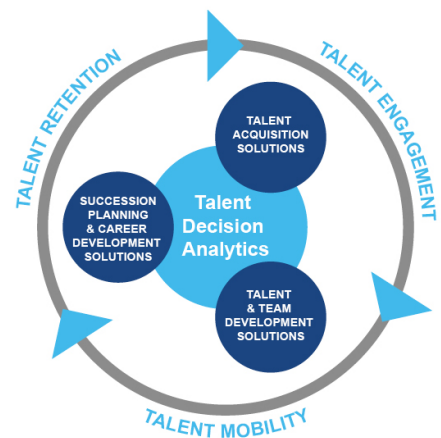 TALENT RETENTION
TALENT ENGAGEMENT
TALENT
ACQUISITION
SOLUTIONS
SUCCESSION
PLANNING
& CAREER
DEVELOPMENT
SOLUTIONS
Talent
Decision
Analytics
TALENT
& TEAM
DEVELOPMENT
SOLUTIONS
TALENT MOBILITY